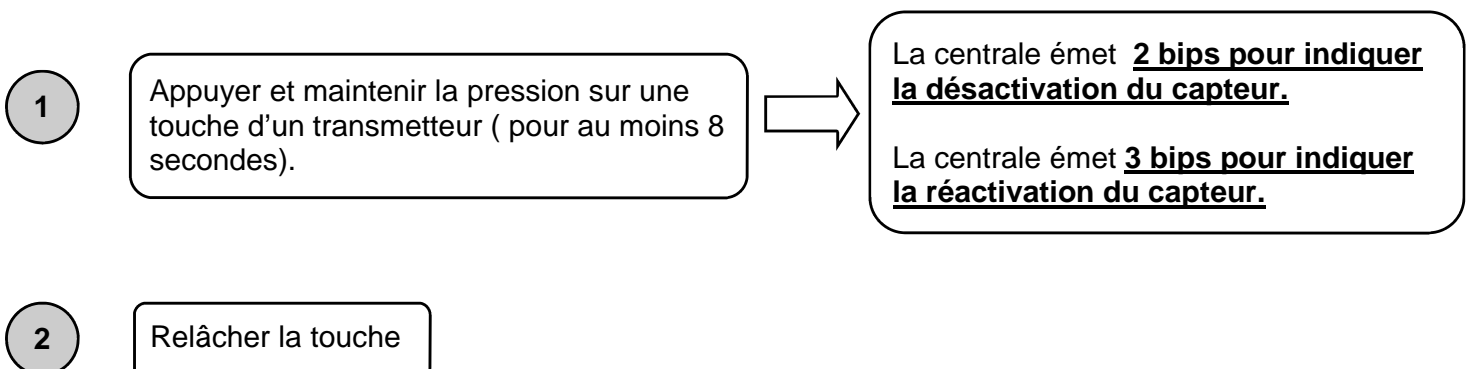 1
Appuyer et maintenir la pression sur une
touche d'un transmetteur ( pour au moins 8
secondes).
La centrale émet 2 bips pour indiquer
la désactivation du capteur.
La centrale émet 3 bips pour indiquer
la réactivation du capteur.
2
Relâcher la touche